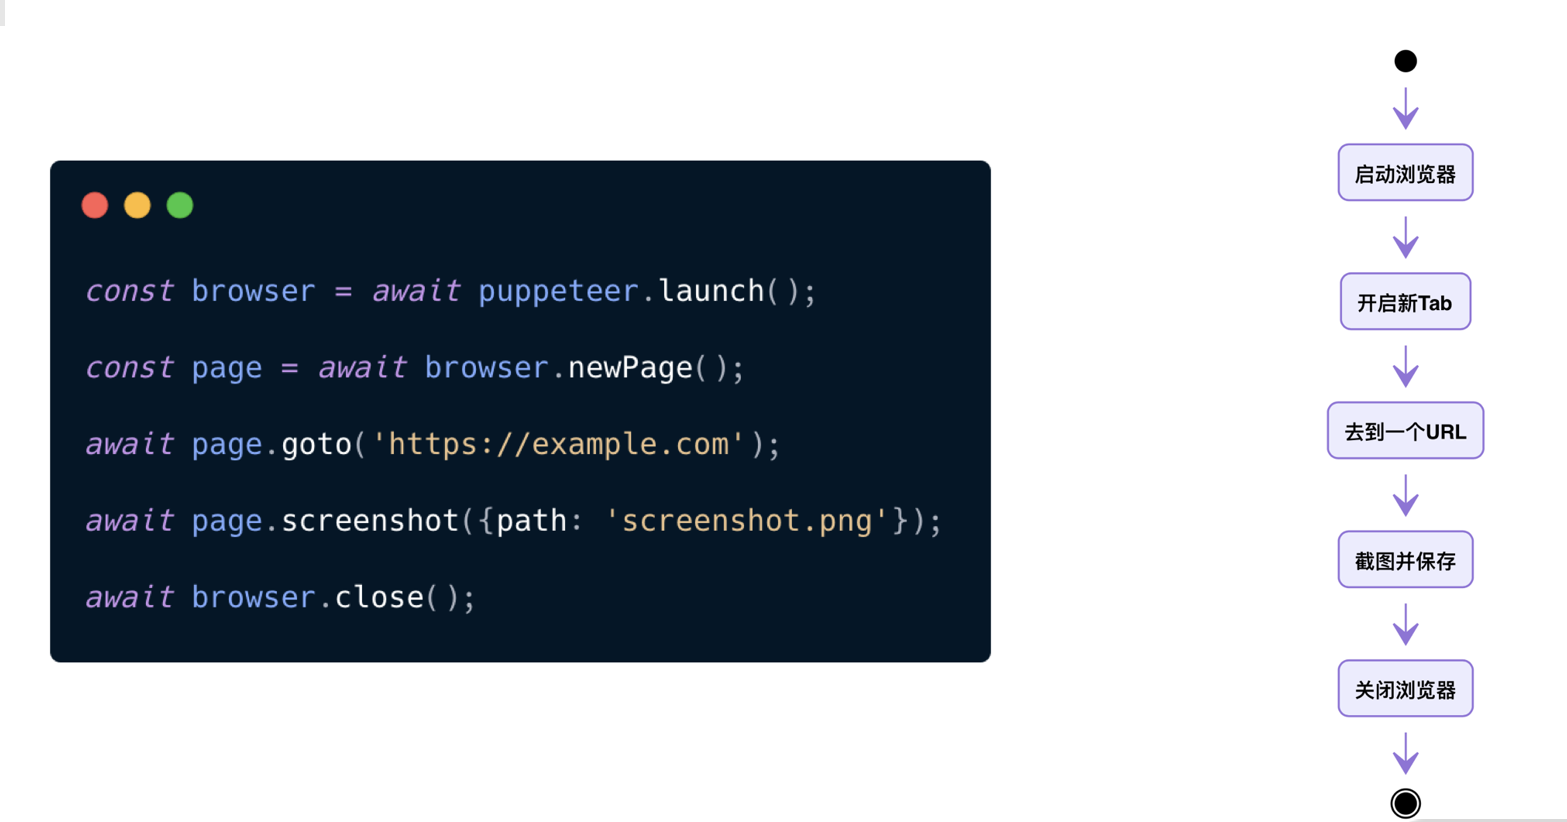 const browser = await puppeteer.launch();
const page = await browser.newPage();
await page.goto('https://example.com');
await page.screenshot({path: 'screenshot.png'});
await browser.close();
启动浏览器
开启新Tab
去到一个URL
截图并保存
关闭浏览器